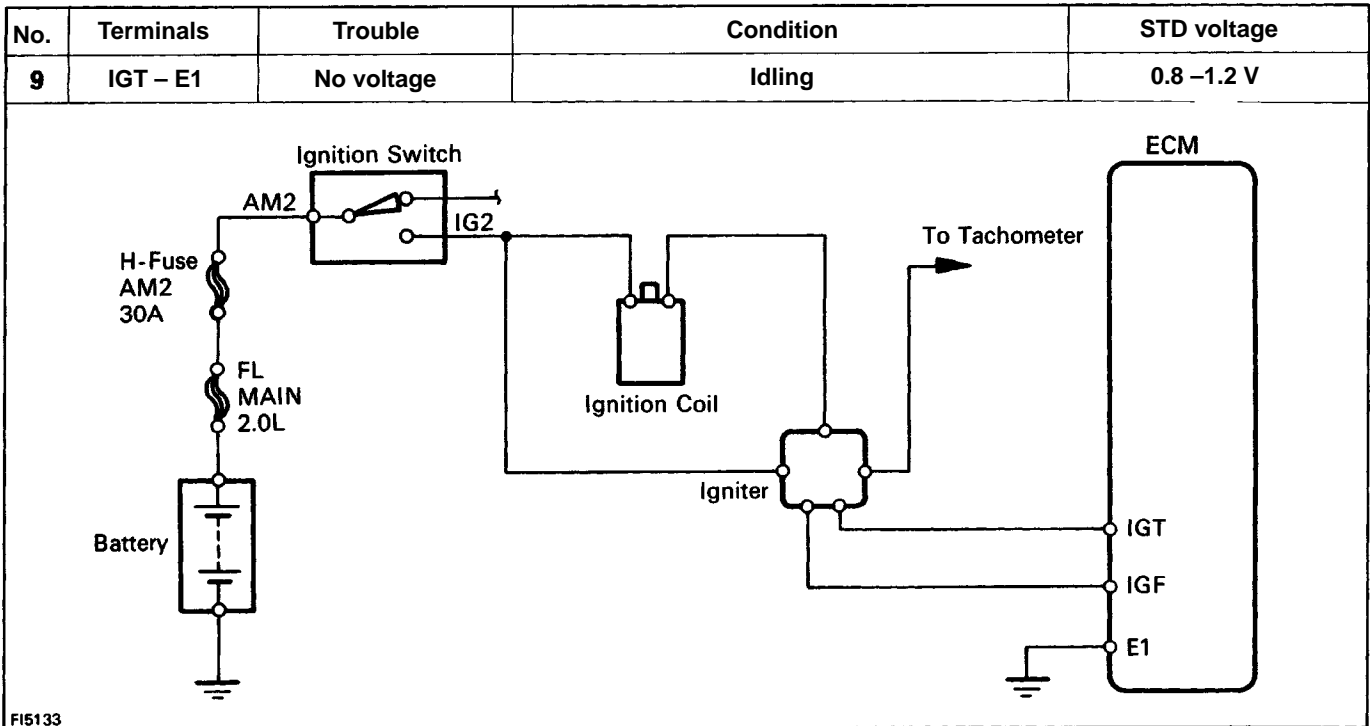 No. Terminals Trouble Condition STD voltage
9 IGT – E1 No voltage Idling 0.8 –1.2 V
Ignition Switch
ECM
AM2
IG2
To Tachometer
H-Fuse
AM2
30A
FL
MAIN
2.0L
Ignition Coil
Igniter
Battery
IGT
IGF
E1
FI5133